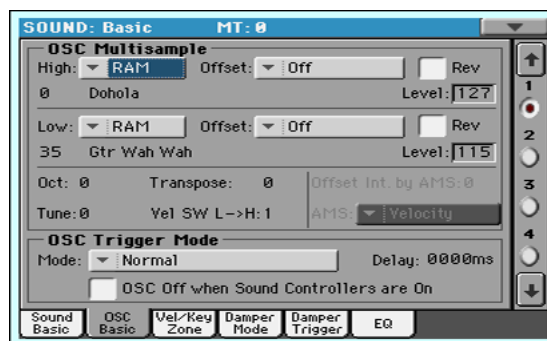 SOUND: Basic MT: 0
OSC Multisample
High: RAM Offset: Off Rev
0 Dohola Level: 127
Low: RAM Offset: Off Rev
35 Gtr Wah Wah Level: 115
Oct: 0 Transpose: 0 Offset Int. by AMS:0
Tune:0 Vel SW L->H: 1 AMS: Velocity
OSC Trigger Mode
Mode: Normal Delay: 0000ms
OSC Off when Sound Controllers are On
Sound Basic OSC Basic Vel/Key Zone Damper Mode Damper Trigger EQ
1
2
3
4